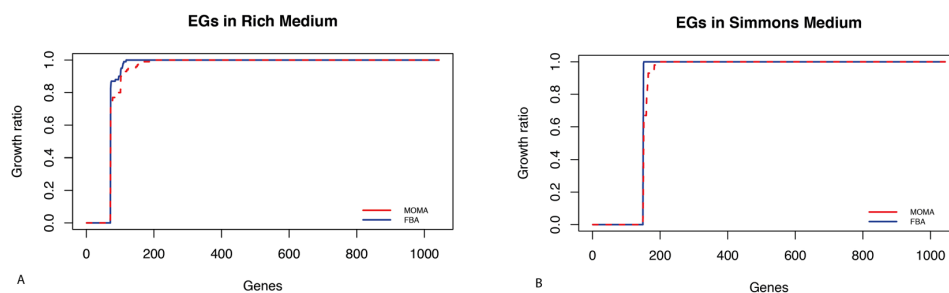 EGs in Rich Medium
Growth ratio
0.0 0.2 0.4 0.6 0.8 1.0
0 200 400 600 800 1000
Genes
MOMA
FBA
A
EGs in Simmons Medium
Growth ratio
0.0 0.2 0.4 0.6 0.8 1.0
0 200 400 600 800 1000
Genes
MOMA
FBA
B